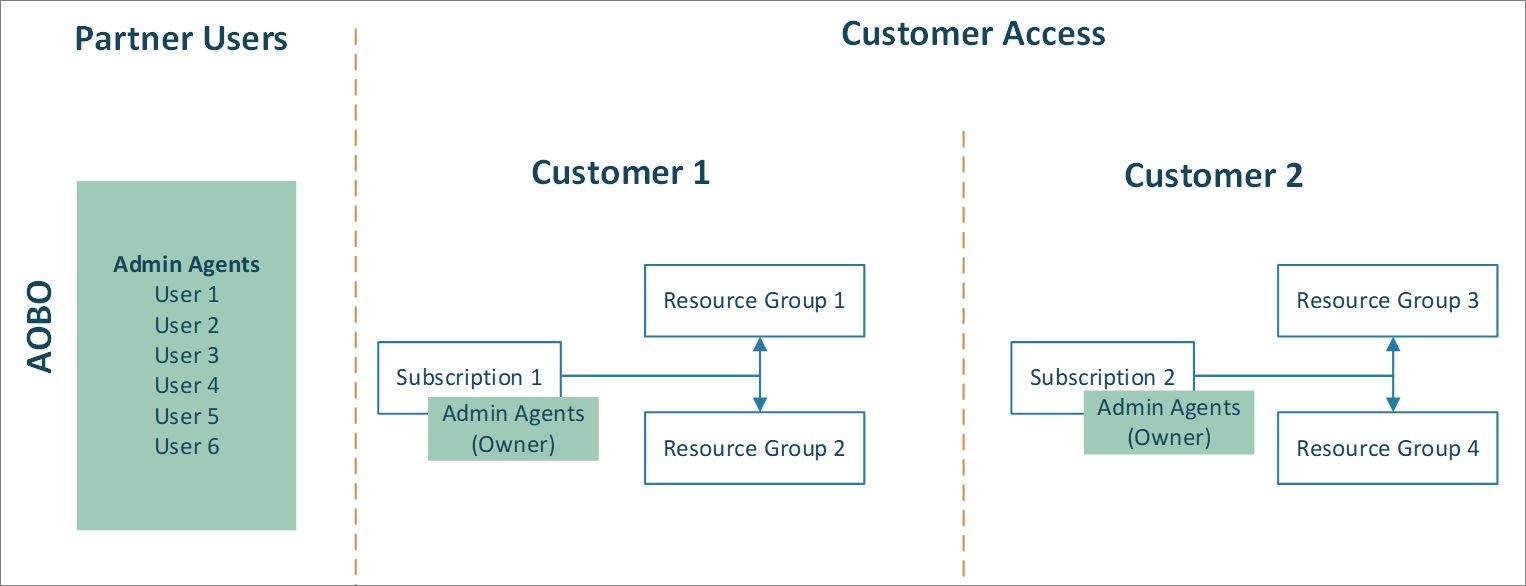 Partner Users
Customer Access
Customer 1
Customer 2
AOBO
Admin Agents
User 1
User 2
User 3
User 4
User 5
User 6
Subscription 1
Admin Agents
(Owner)
Resource Group 1
Resource Group 2
Subscription 2
Admin Agents
(Owner)
Resource Group 3
Resource Group 4